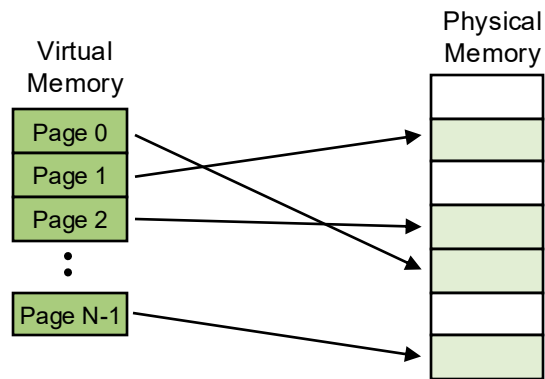 Virtual
Memory
Page 0
Page 1
Page 2
Page N-1
Physical
Memory